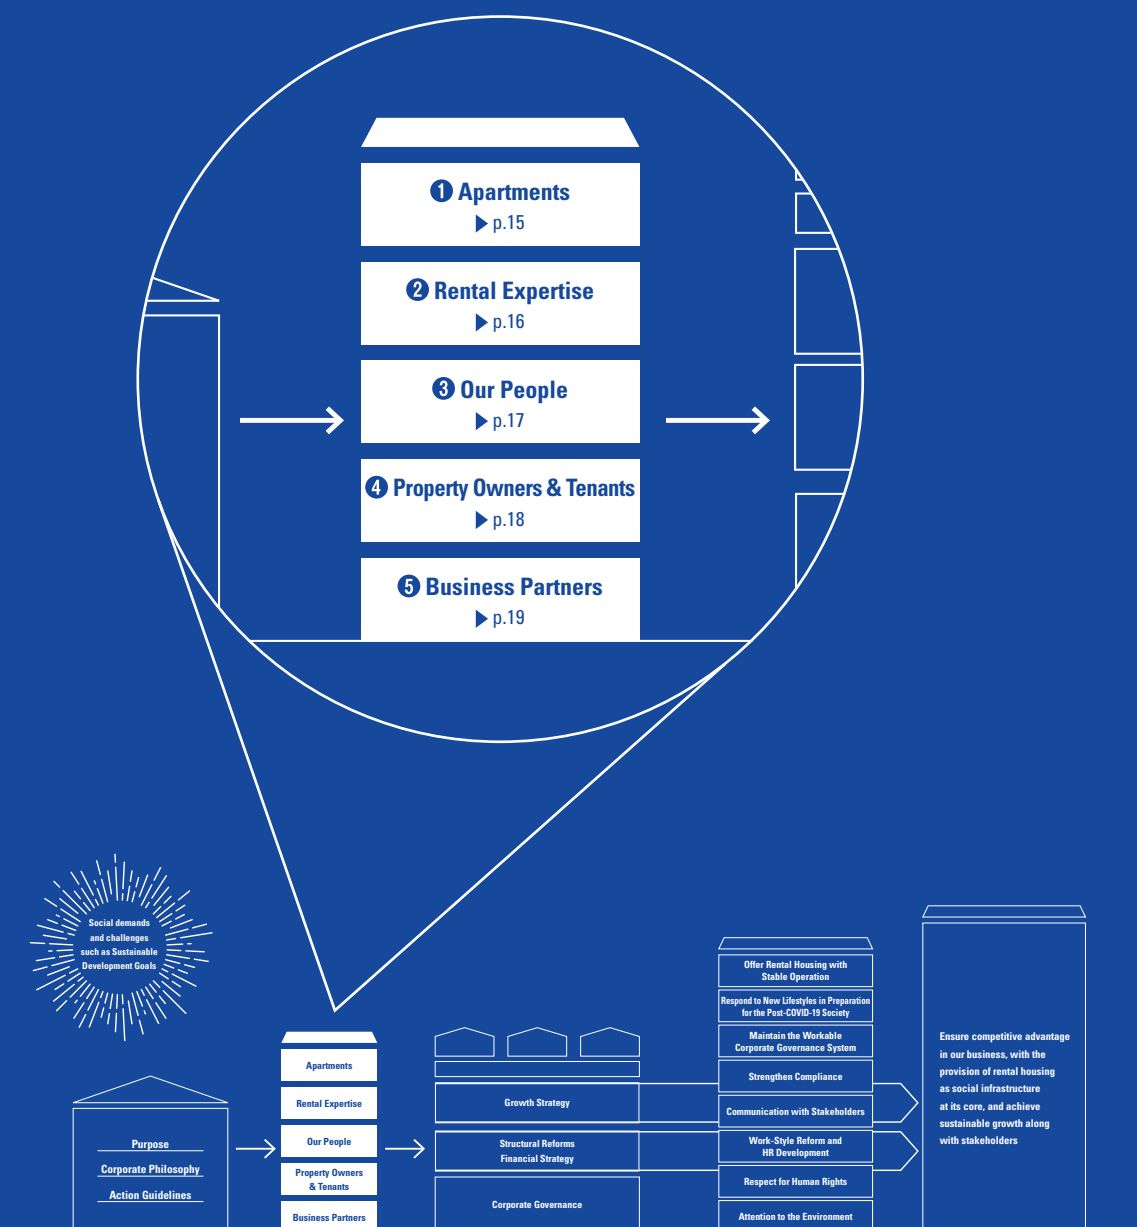 1 Apartments
▶ p.15
2 Rental Expertise
▶ p.16
3 Our People
▶ p.17
4 Property Owners & Tenants
▶ p.18
5 Business Partners
▶ p.19
Social demands
and challenges
such as Sustainable
Development Goals
Purpose
Corporate Philosophy
Action Guidelines
Apartments
Rental Expertise
Our People
Property Owners
& Tenants
Business Partners
Growth Strategy
Structural Reforms
Financial Strategy
Corporate Governance
Offer Rental Housing with
Stable Operation
Respond to New Lifestyles in Preparation
for the Post-COVID-19 Society
Maintain the Workable
Corporate Governance System
Strengthen Compliance
Communication with Stakeholders
Work-Style Reform and
HR Development
Respect for Human Rights
Attention to the Environment
Ensure competitive advantage
in our business, with the
provision of rental housing
as social infrastructure
at its core, and achieve
sustainable growth along
with stakeholders